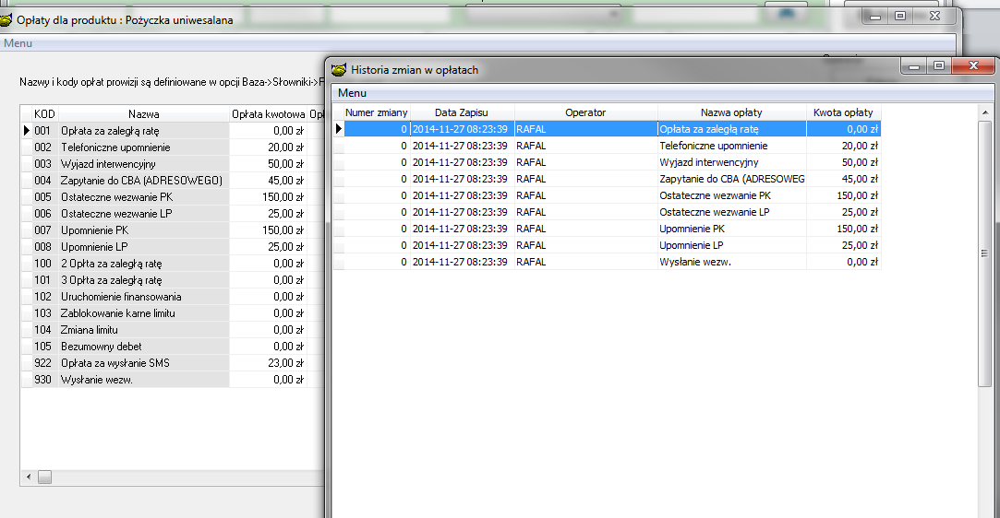 Opłaty dla produktu : Pożyczka uniwesalana
Menu
Nazwy i kody opłat prowizji są definiowane w opcji Baza->Słowniki->F
KOD Nazwa Opłata kwotowa Opł
001 Opłata za zaległą ratę 0,00 zł
002 Telefoniczne upomnienie 20,00 zł
003 Wyjazd interwencyjny 50,00 zł
004 Zapytanie do CBA (ADRESOWEGO) 45,00 zł
005 Ostateczne wezwanie PK 150,00 zł
006 Ostateczne wezwanie LP 25,00 zł
007 Upomnienie PK 150,00 zł
008 Upomnienie LP 25,00 zł
100 2 Opłta za zaległą ratę 0,00 zł
101 3 Opłta za zaległą ratę 0,00 zł
102 Uruchomienie finansowania 0,00 zł
103 Zablokowanie karne limitu 0,00 zł
104 Zmiana limitu 0,00 zł
105 Bezumowny debet 0,00 zł
922 Opłata za wysłanie SMS 23,00 zł
930 Wysłanie wezw. 0,00 zł
Historia zmian w opłatach
Menu
Numer zmiany Data Zapisu Operator Nazwa opłaty Kwota opłaty
0 2014-11-27 08:23:39 RAFAL Opłata za zaległą ratę 0,00 zł
0 2014-11-27 08:23:39 RAFAL Telefoniczne upomnienie 20,00 zł
0 2014-11-27 08:23:39 RAFAL Wyjazd interwencyjny 50,00 zł
0 2014-11-27 08:23:39 RAFAL Zapytanie do CBA (ADRESOWEG 45,00 zł
0 2014-11-27 08:23:39 RAFAL Ostateczne wezwanie PK 150,00 zł
0 2014-11-27 08:23:39 RAFAL Ostateczne wezwanie LP 25,00 zł
0 2014-11-27 08:23:39 RAFAL Upomnienie PK 150,00 zł
0 2014-11-27 08:23:39 RAFAL Upomnienie LP 25,00 zł
0 2014-11-27 08:23:39 RAFAL Wysłanie wezw. 0,00 zł